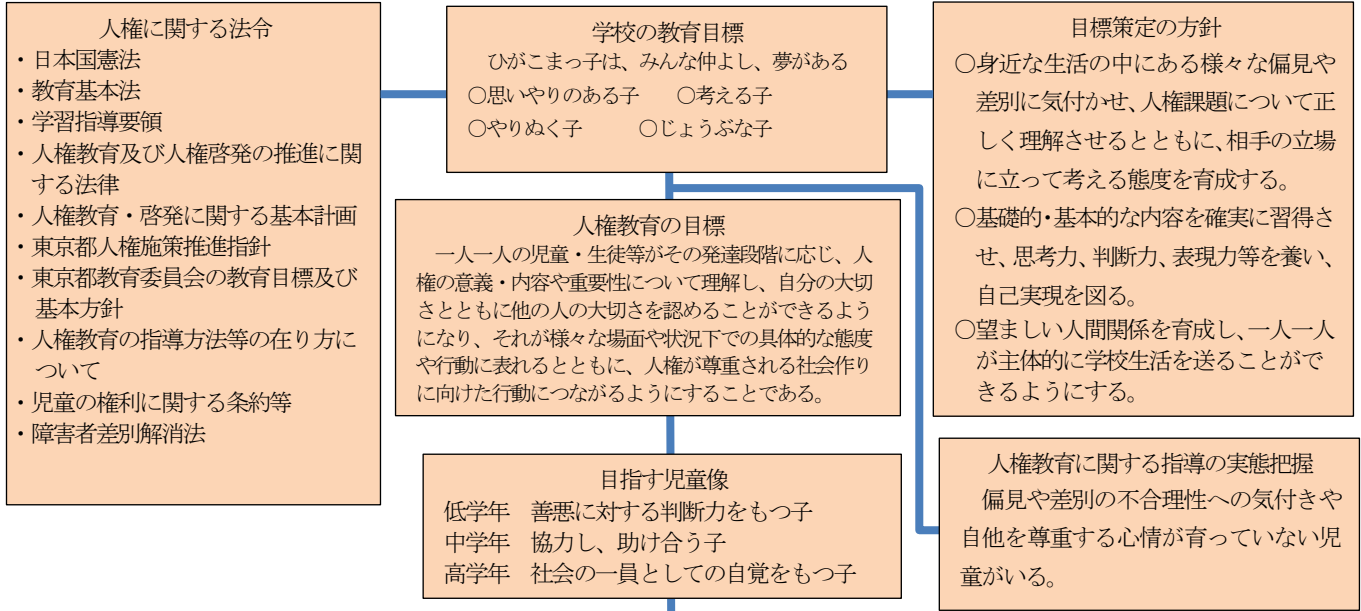 人権に関する法令
・日本国憲法
・教育基本法
・学習指導要領
・人権教育及び人権啓発の推進に関
する法律
・人権教育・啓発に関する基本計画
・東京都人権施策推進指針
・東京都教育委員会の教育目標及び
基本方針
・人権教育の指導方法等の在り方に
ついて
・児童の権利に関する条約等
・障害者差別解消法
学校の教育目標
ひがこまっ子は、みんな仲よし、夢がある
○思いやりのある子　○考える子
○やりぬく子　○じょうぶな子
目標策定の方針
○身近な生活の中にある様々な偏見や
差別に気付かせ、人権課題について正
しく理解させるとともに、相手の立場
に立って考える態度を育成する。
○基礎的・基本的な内容を確実に習得さ
せ、思考力、判断力、表現力等を養い、
自己実現を図る。
○望ましい人間関係を育成し、一人一人
が主体的に学校生活を送ることがで
きるようにする。
人権教育の目標
一人一人の児童・生徒等がその発達段階に応じ、人
権の意義・内容や重要性について理解し、自分の大切
さとともに他の人の大切さを認めることができるよう
になり、それが様々な場面や状況下での具体的な態度
や行動に表れるとともに、人権が尊重される社会作り
に向けた行動につながるようにすることである。
人権教育に関する指導の実態把握
偏見や差別の不合理性への気付きや
自他を尊重する心情が育っていない児
童がいる。
目指す児童像
低学年　善悪に対する判断力をもつ子
中学年　協力し、助け合う子
高学年　社会の一員としての自覚をもつ子